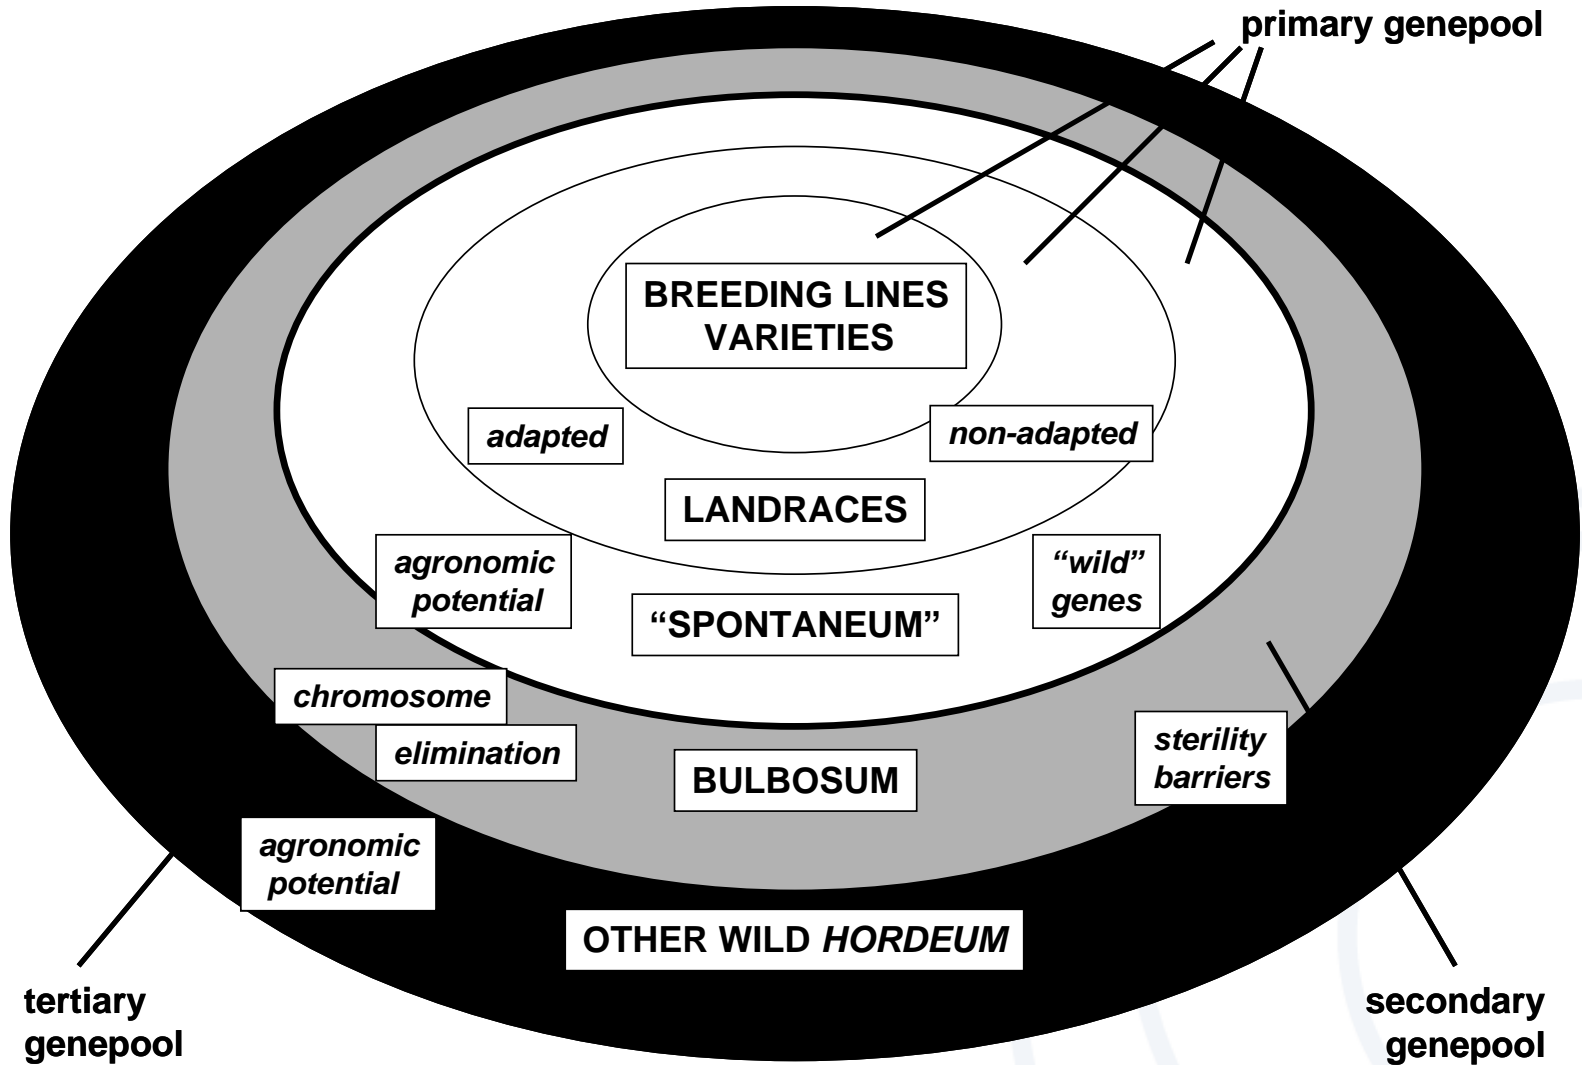 primary genepool
BREEDING LINES
VARIETIES
adapted
non-adapted
LANDRACES
agronomic
potential
“wild”
genes
“SPONTANEUM”
chromosome
elimination
BULBOSUM
sterility
barriers
agronomic
potential
OTHER WILD HORDEUM
tertiary
genepool
secondary
genepool